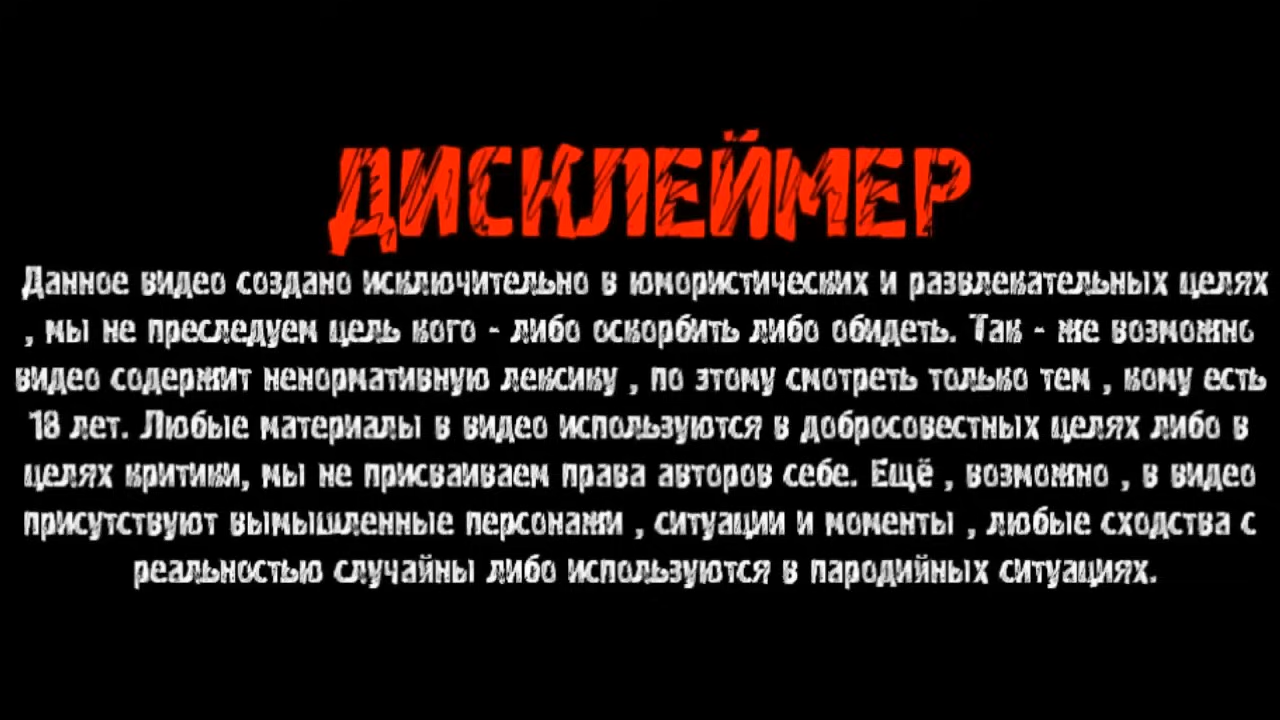 ДИСКЛЕЙМЕР
Данное видео создано исключительно в юмористических и развлекательных целях
, мы не преследуем цель кого - либо оскорбить либо обидеть. Так - же возможно
видео содержит ненормативную лексику , по этому смотреть только тем , кому есть
18 лет. Любые материалы в видео используются в добросовестных целях либо в
целях критики, мы не присваиваем права авторов себе. Ещё , возможно , в видео
присутствуют вымышленные персонажи , ситуации и моменты , любые сходства с
реальностью случайны либо используются в пародийных ситуациях.